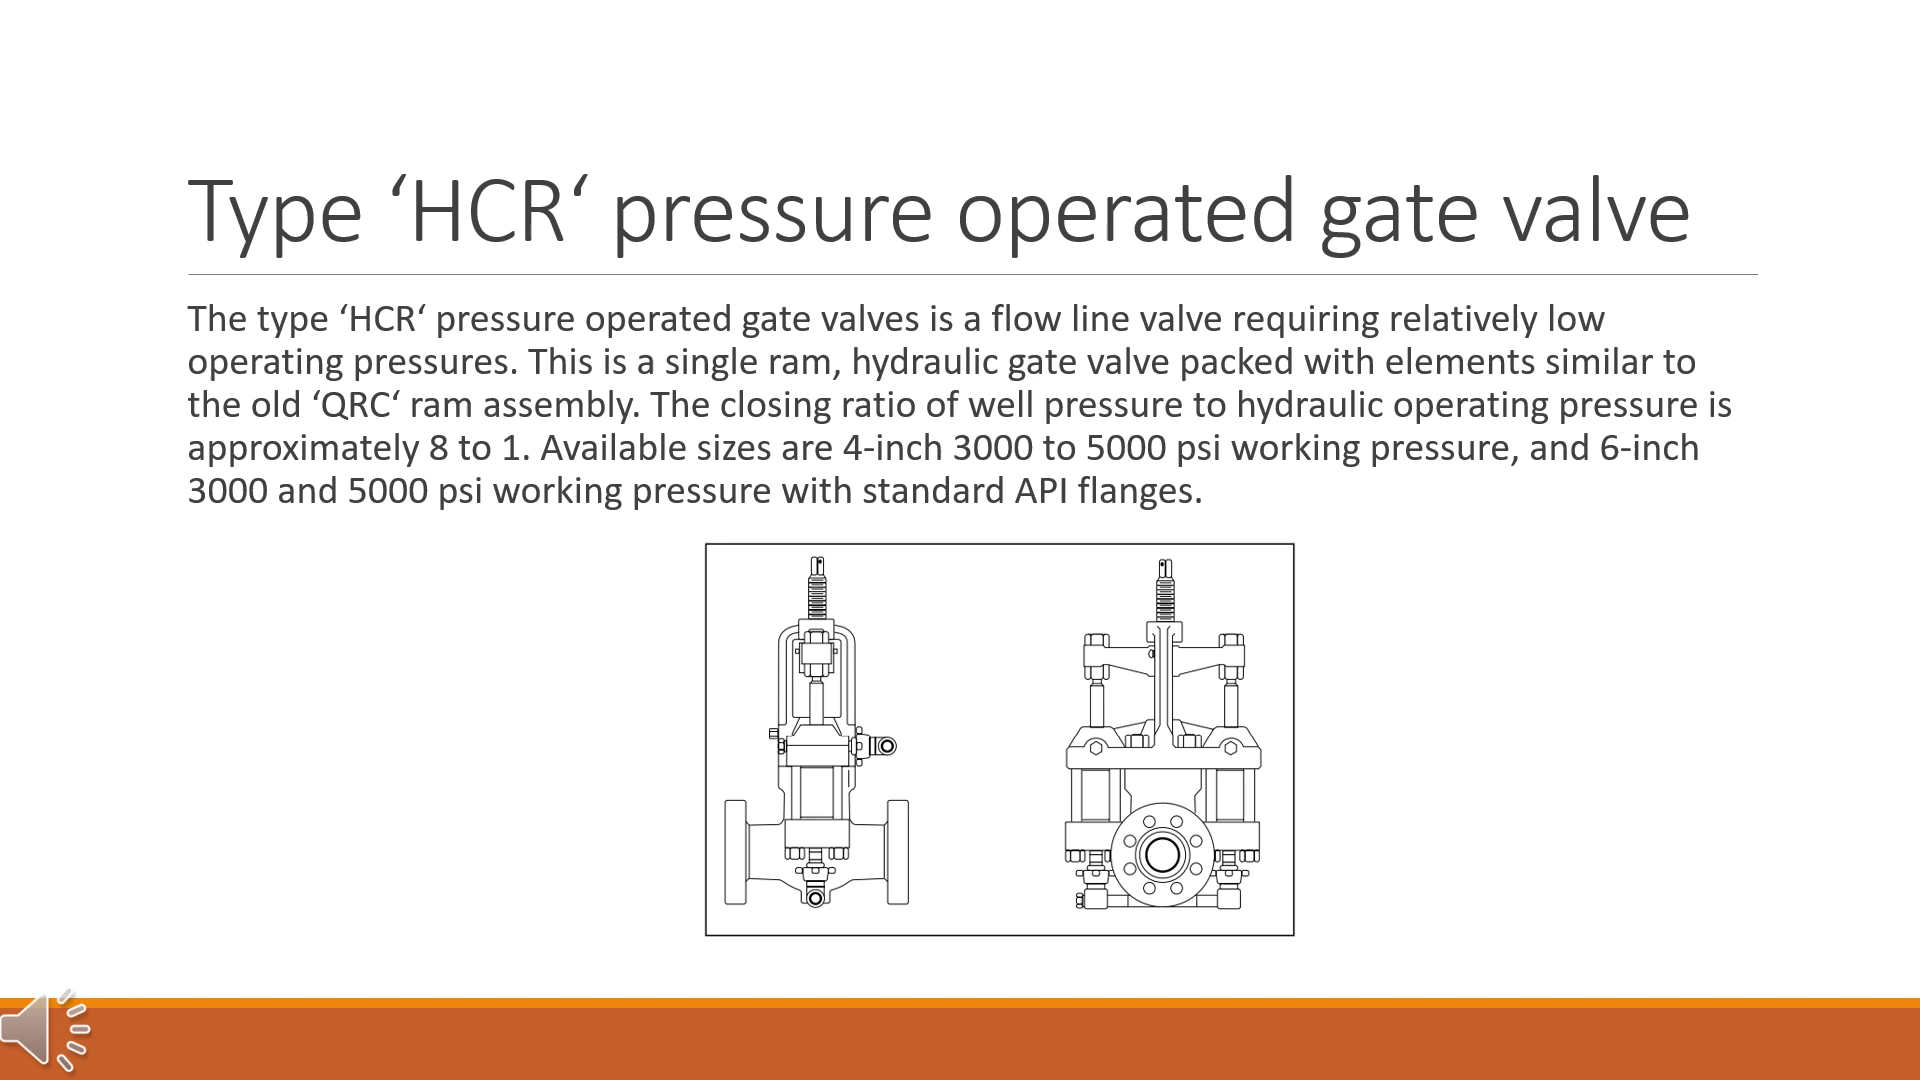 Type ‘HCR‘ pressure operated gate valve
The type ‘HCR‘ pressure operated gate valves is a flow line valve requiring relatively low
operating pressures. This is a single ram, hydraulic gate valve packed with elements similar to
the old ‘QRC‘ ram assembly. The closing ratio of well pressure to hydraulic operating pressure is
approximately 8 to 1. Available sizes are 4-inch 3000 to 5000 psi working pressure, and 6-inch
3000 and 5000 psi working pressure with standard API flanges.